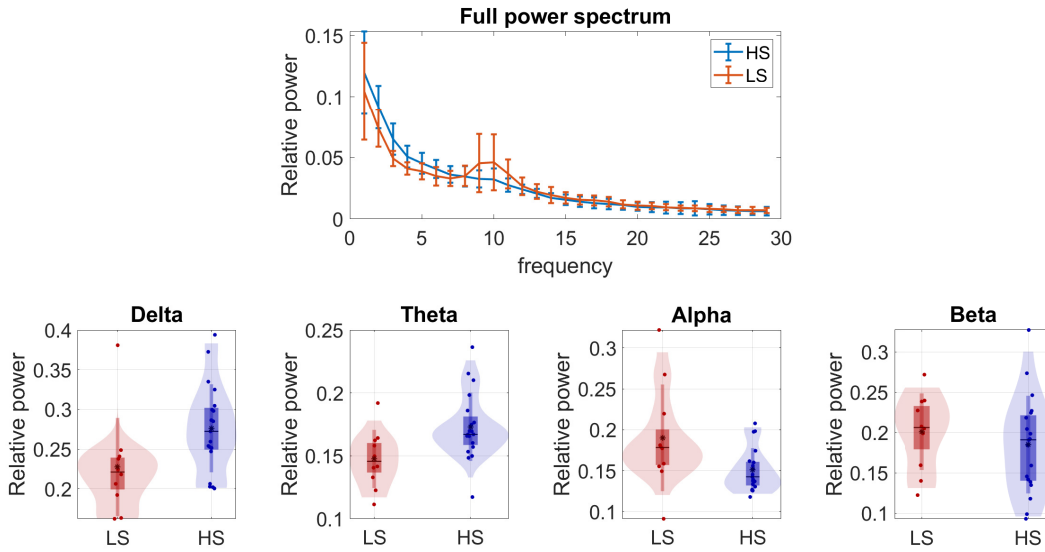 Full power spectrum
0.15
0.1
0.05
0
Relative power
HS
LS
0 5 10 15 20 25 30
frequency
Delta
0.4
0.3
0.25
0.2
Relative power
LS HS
Theta
0.25
0.2
0.15
0.1
Relative power
LS HS
Alpha
0.3
0.25
0.2
0.15
0.1
Relative power
LS HS
Beta
0.3
0.25
0.2
0.15
0.1
Relative power
LS HS